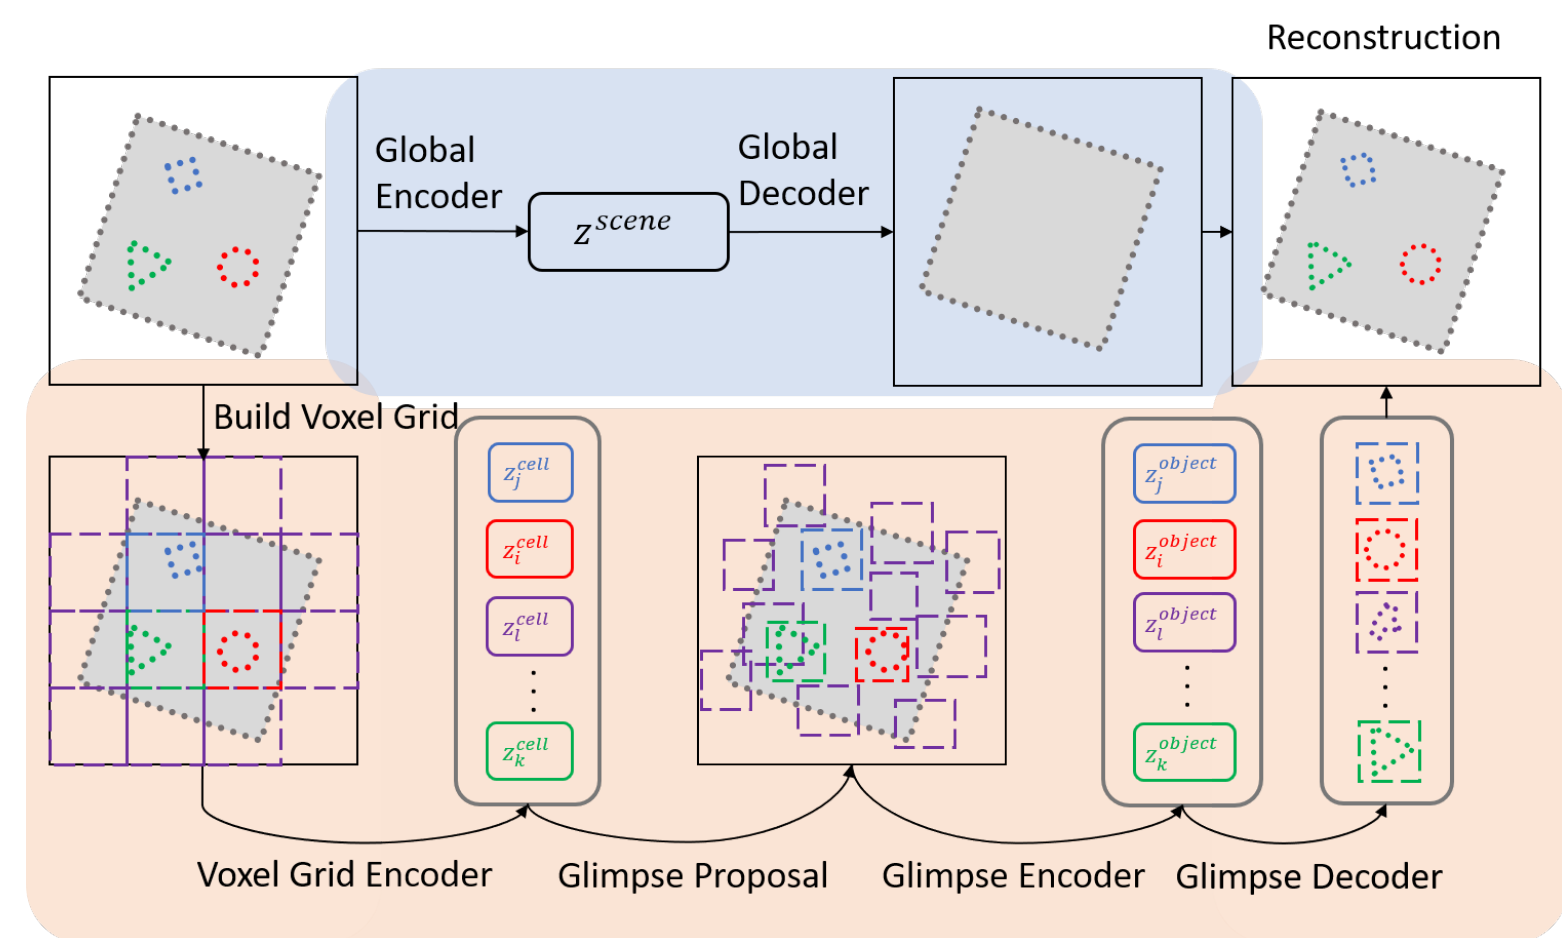 Reconstruction
Global
Encoder
z^{scene}
Global
Decoder
Build Voxel Grid
z_j^{cell}
z_i^{cell}
z_l^{cell}
⋮
z_k^{cell}
z_j^{object}
z_i^{object}
z_l^{object}
⋮
z_k^{object}
⋮
Voxel Grid Encoder
Glimpse Proposal
Glimpse Encoder
Glimpse Decoder